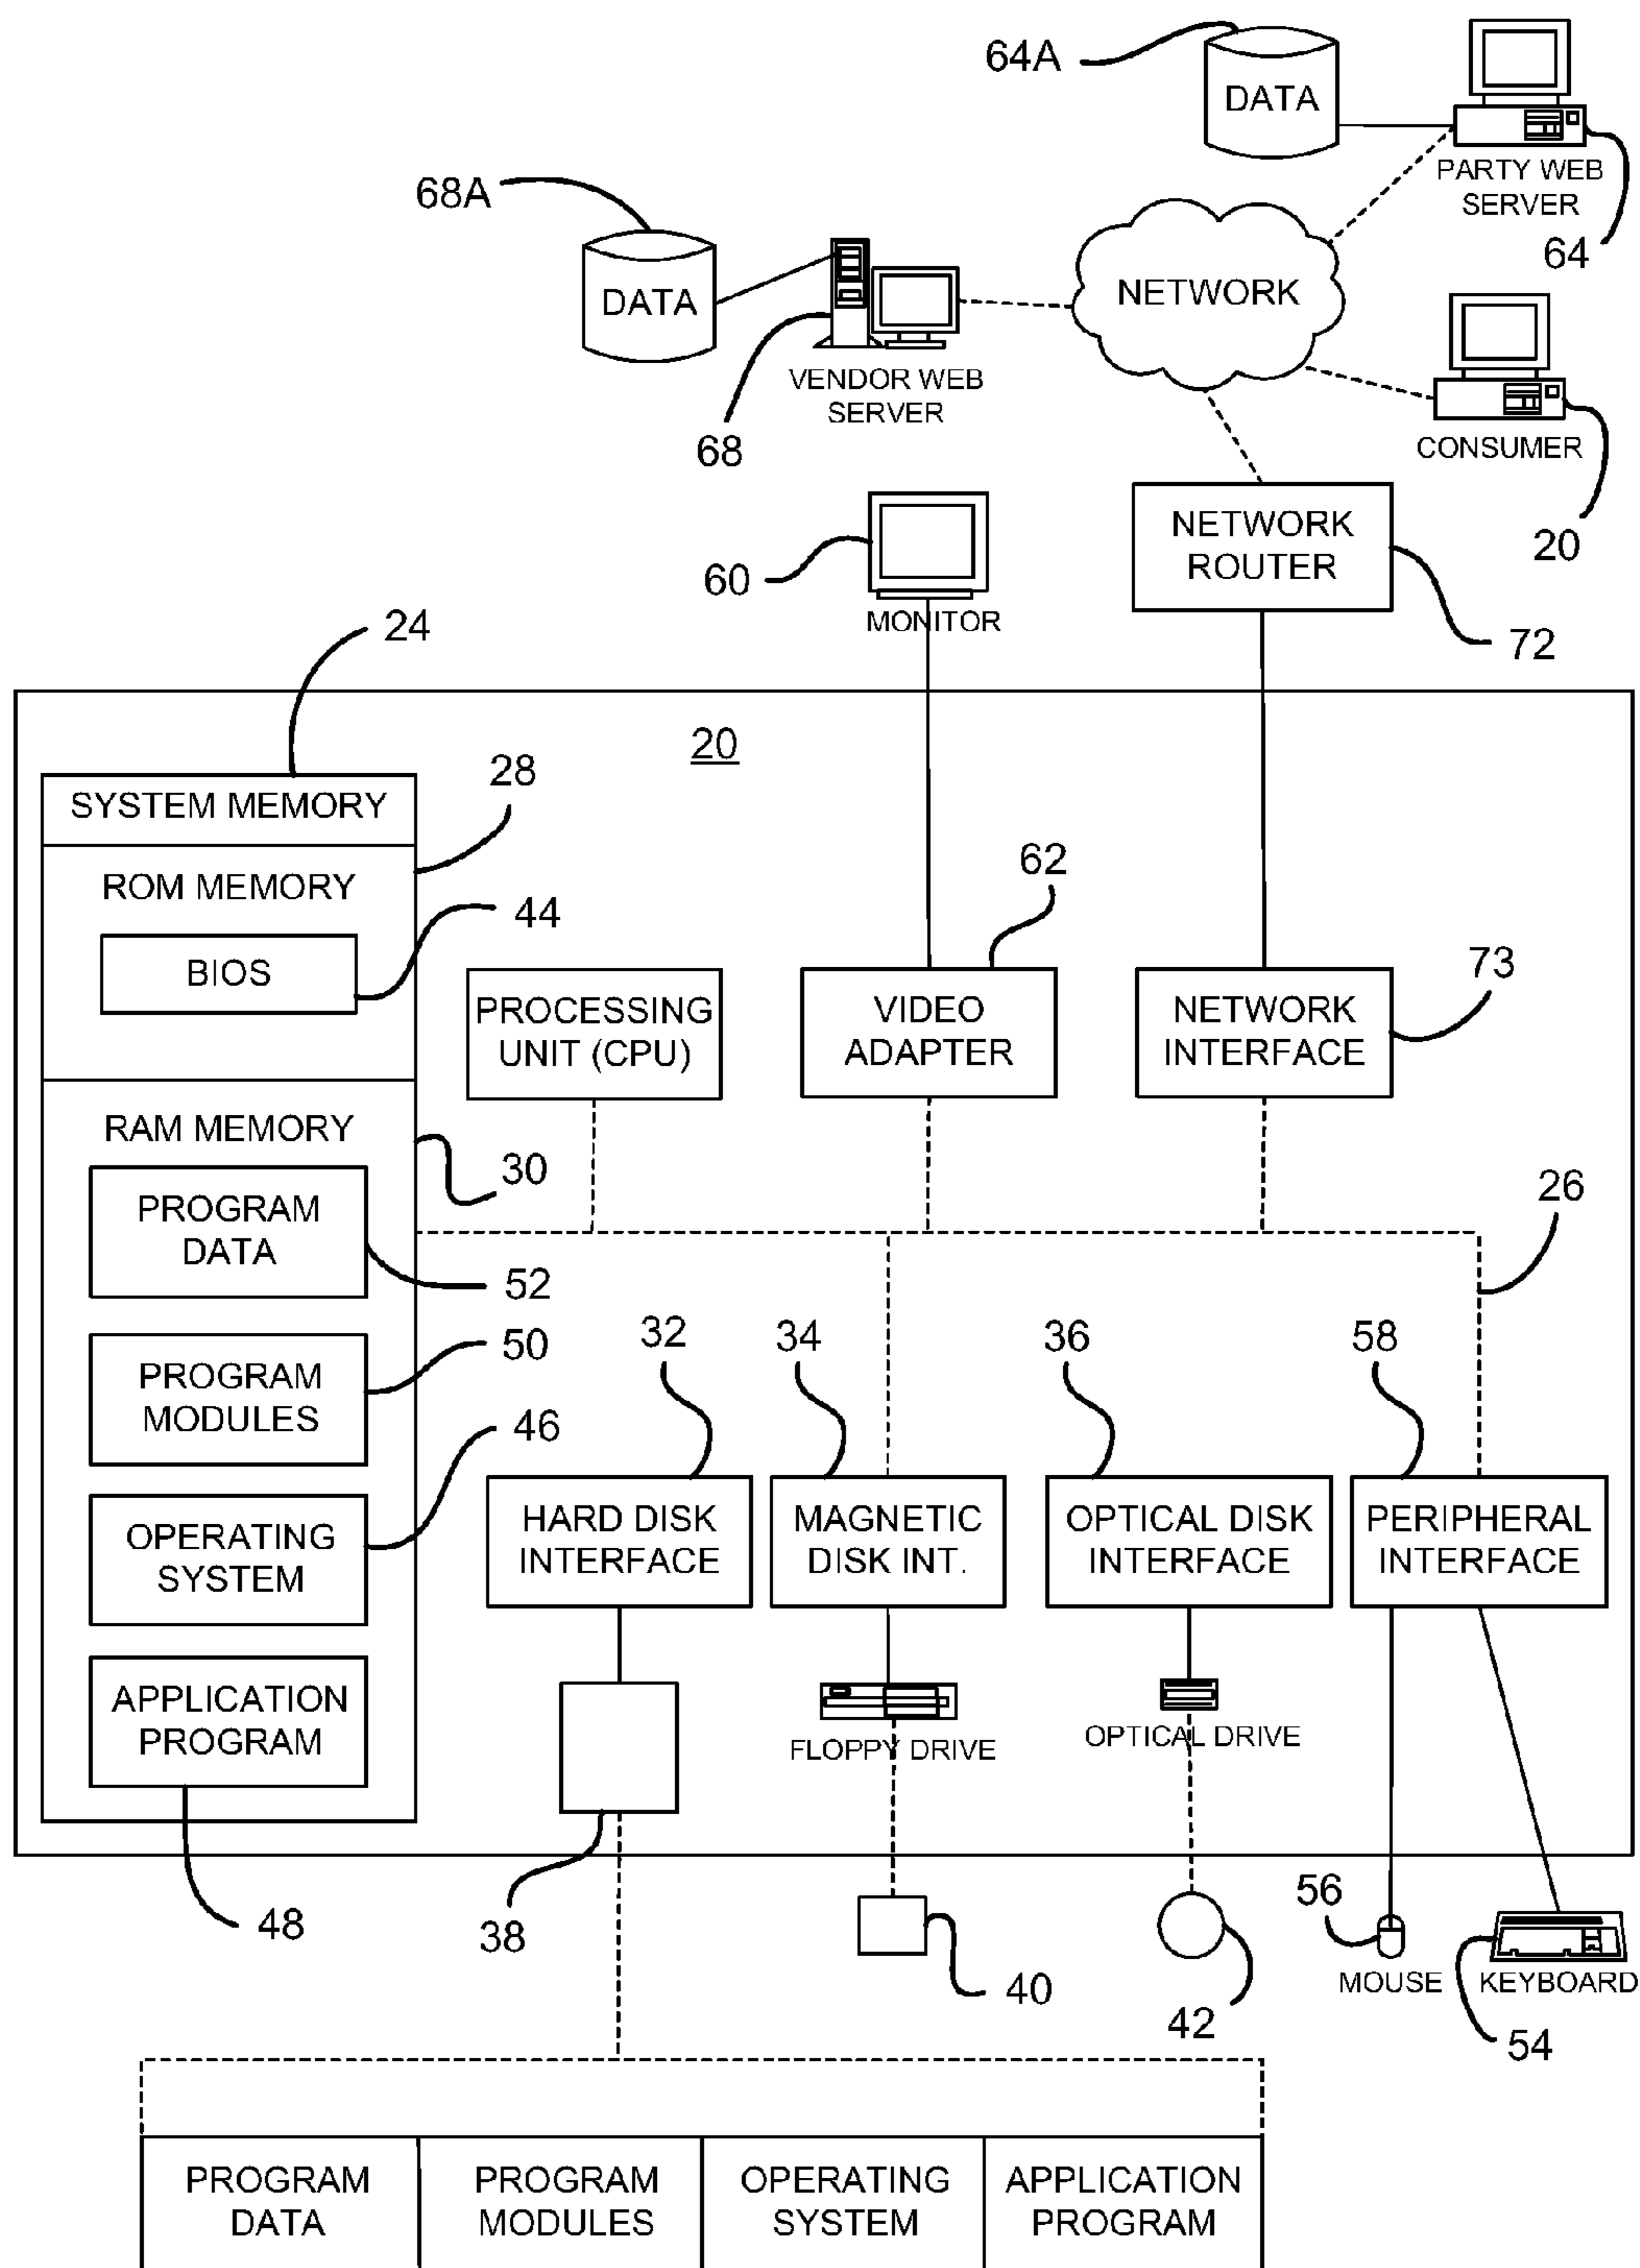 64A
DATA
PARTY WEB
SERVER
64
68A
DATA
VENDOR WEB
SERVER
68
NETWORK
CONSUMER
20
NETWORK
ROUTER
72
60
MONITOR
24
20
SYSTEM MEMORY
28
ROM MEMORY
44
BIOS
PROCESSING
UNIT (CPU)
62
VIDEO
ADAPTER
73
NETWORK
INTERFACE
RAM MEMORY
30
PROGRAM
DATA
52
26
PROGRAM
MODULES
50
OPERATING
SYSTEM
46
APPLICATION
PROGRAM
48
32
HARD DISK
INTERFACE
34
MAGNETIC
DISK INT.
36
OPTICAL DISK
INTERFACE
58
PERIPHERAL
INTERFACE
FLOPPY DRIVE
OPTICAL DRIVE
38
40
42
56
MOUSE
KEYBOARD
54
PROGRAM
DATA
PROGRAM
MODULES
OPERATING
SYSTEM
APPLICATION
PROGRAM